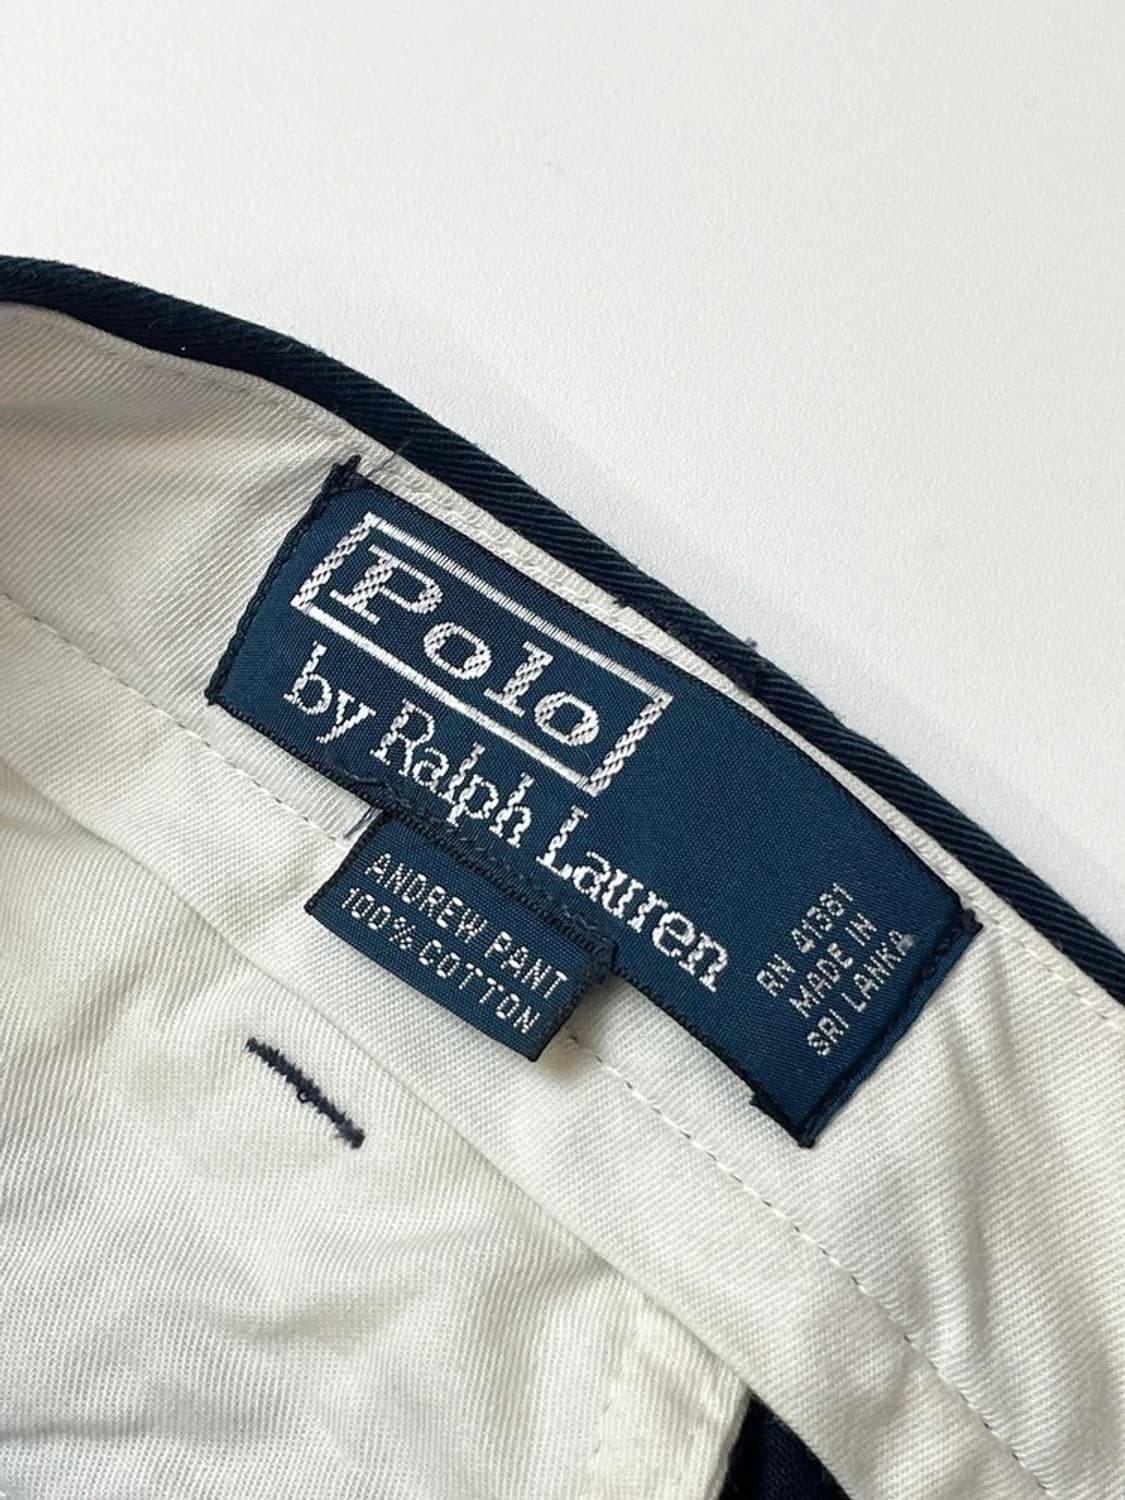 Polo
by Ralph Lauren
ANDREW PANT
100% COTTON
RN 41381
MADE IN
SRI LANKA